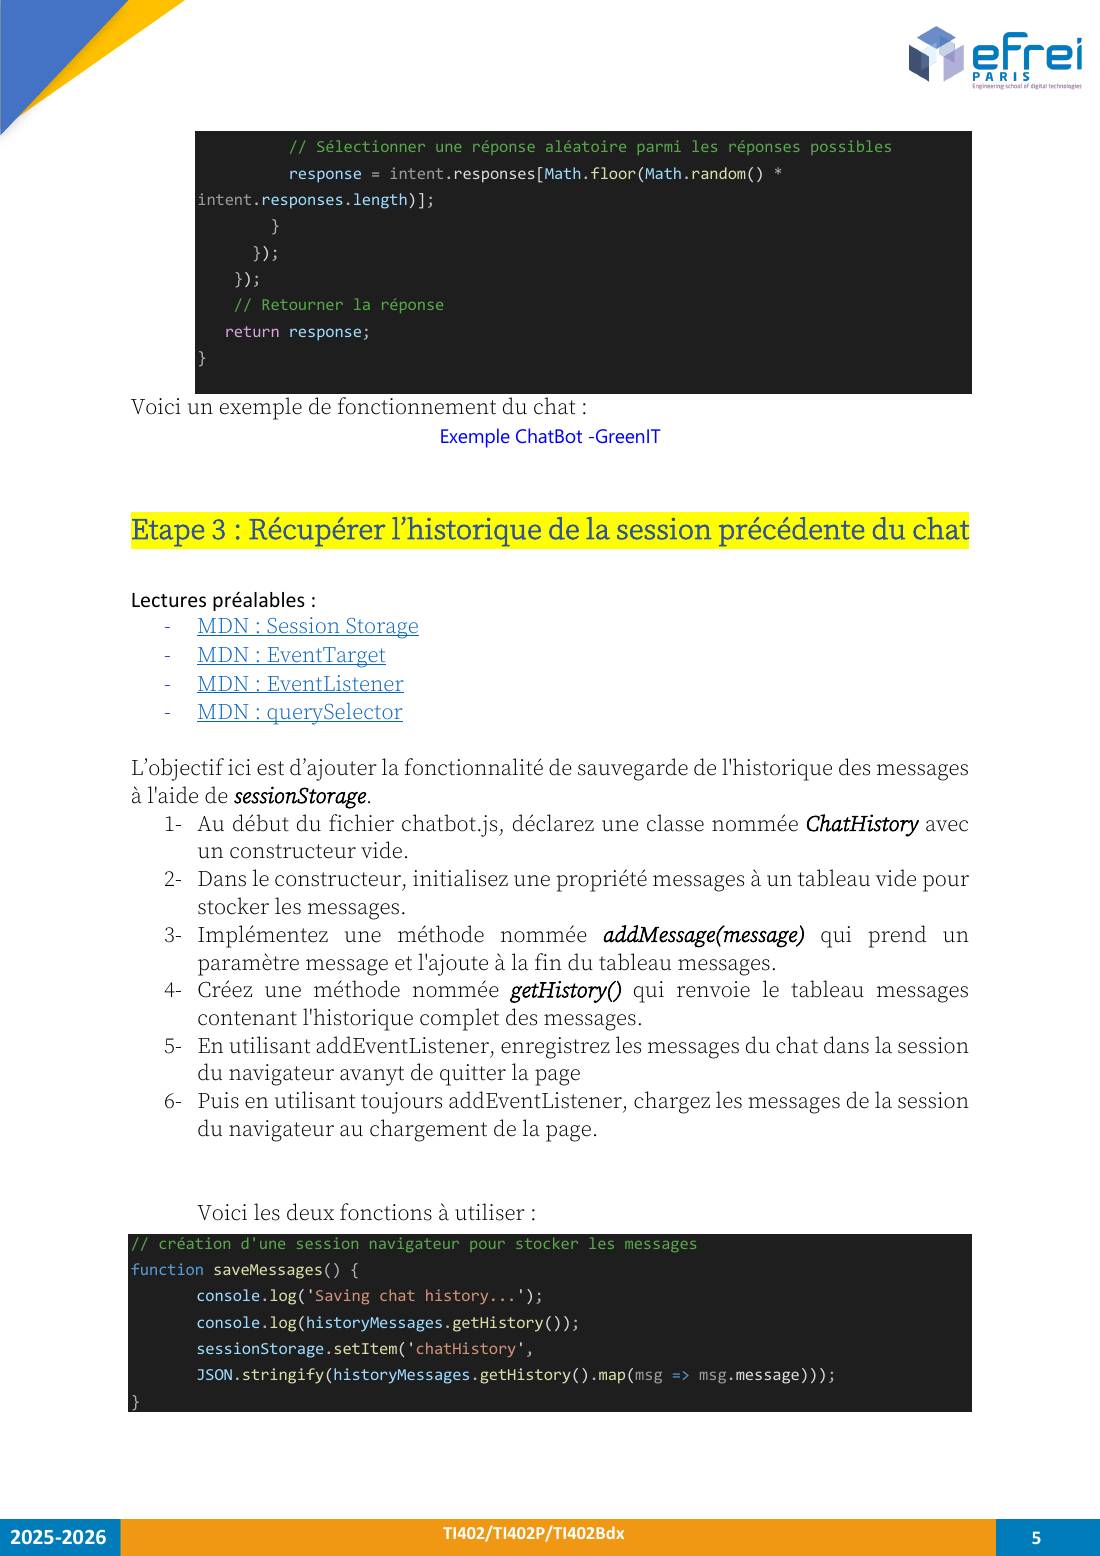 efrei
PARIS
Engineering school of digital technologies
// Sélectionner une réponse aléatoire parmi les réponses possibles
response = intent.responses[Math.floor(Math.random() *
intent.responses.length)];
}
});
});
// Retourner la réponse
return response;
}
Voici un exemple de fonctionnement du chat :
Exemple ChatBot -GreenIT
Etape 3 : Récupérer l’historique de la session précédente du chat
Lectures préalables :
- MDN : Session Storage
- MDN : EventTarget
- MDN : EventListener
- MDN : querySelector
L’objectif ici est d’ajouter la fonctionnalité de sauvegarde de l'historique des messages
à l'aide de sessionStorage.
1- Au début du fichier chatbot.js, déclarez une classe nommée ChatHistory avec
un constructeur vide.
2- Dans le constructeur, initialisez une propriété messages à un tableau vide pour
stocker les messages.
3- Implémentez une méthode nommée addMessage(message) qui prend un
paramètre message et l'ajoute à la fin du tableau messages.
4- Créez une méthode nommée getHistory() qui renvoie le tableau messages
contenant l'historique complet des messages.
5- En utilisant addEventListener, enregistrez les messages du chat dans la session
du navigateur avanyt de quitter la page
6- Puis en utilisant toujours addEventListener, chargez les messages de la session
du navigateur au chargement de la page.
Voici les deux fonctions à utiliser :
// création d'une session navigateur pour stocker les messages
function saveMessages() {
console.log('Saving chat history...');
console.log(historyMessages.getHistory());
sessionStorage.setItem('chatHistory',
JSON.stringify(historyMessages.getHistory().map(msg => msg.message)));
}
2025-2026
TI402/TI402P/TI402Bdx
5